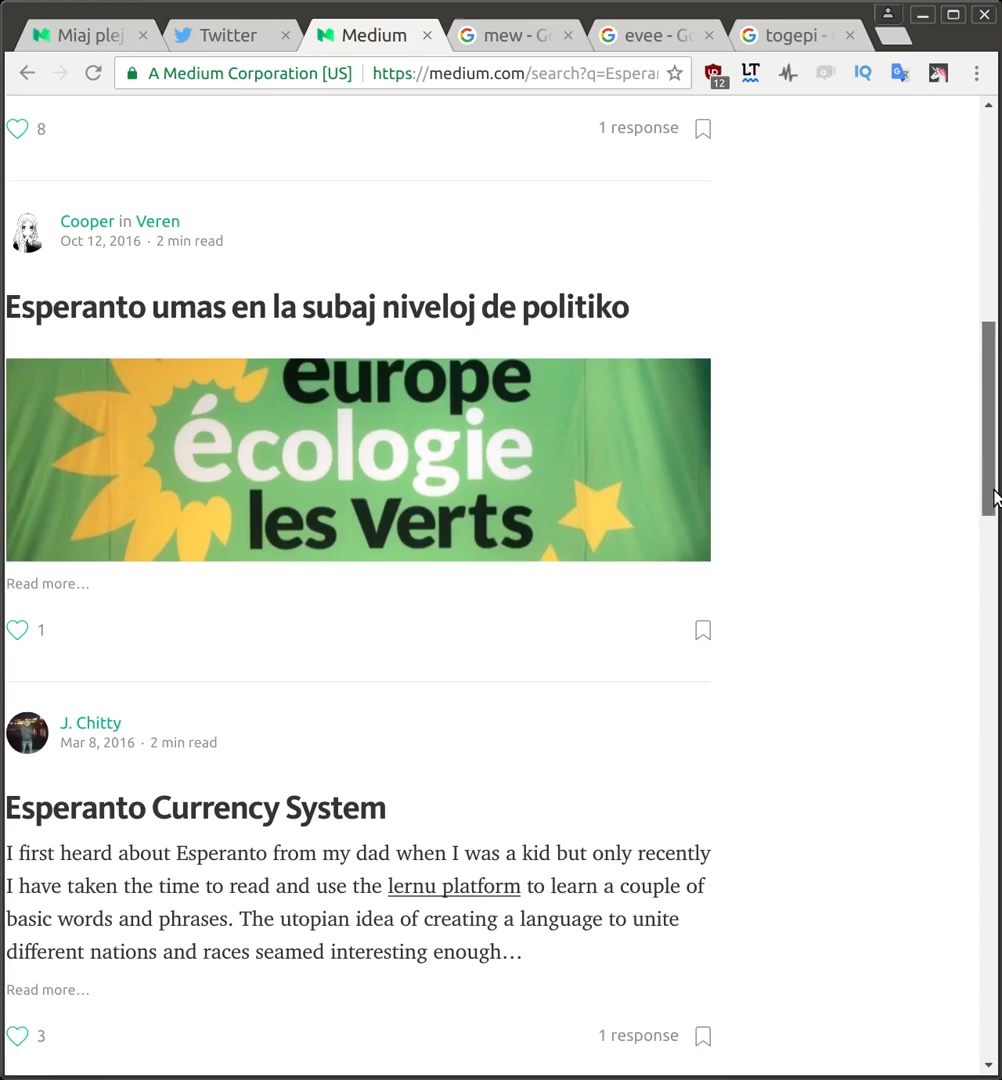 Miaj plej
Twitter
Medium
mew - G
evee - G
togepi -
A Medium Corporation [US]
https://medium.com/search?q=Espera
12
LT
IQ
8
1 response
Cooper in Veren
Oct 12, 2016 · 2 min read
Esperanto umas en la subaj niveloj de politiko
europe
écologie
les Verts
Read more…
1
J. Chitty
Mar 8, 2016 · 2 min read
Esperanto Currency System
I first heard about Esperanto from my dad when I was a kid but only recently
I have taken the time to read and use the lernu platform to learn a couple of
basic words and phrases. The utopian idea of creating a language to unite
different nations and races seamed interesting enough…
Read more…
3
1 response